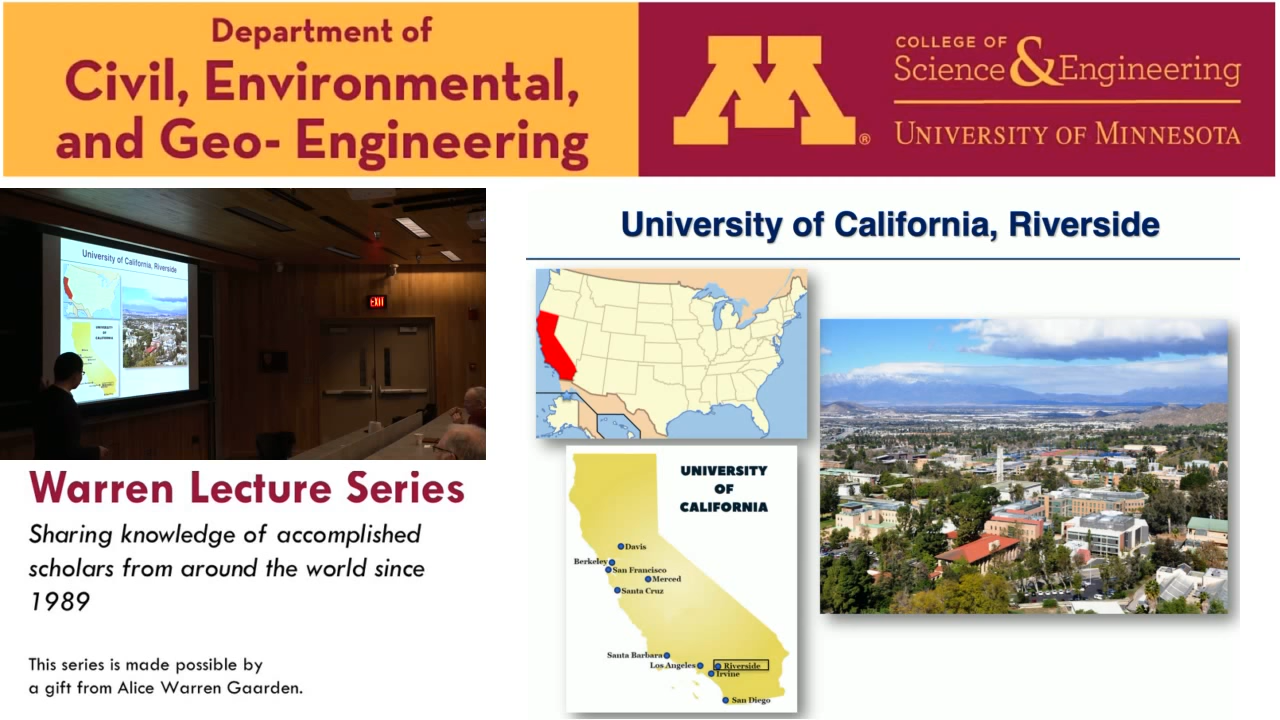 Department of
Civil, Environmental,
and Geo- Engineering
M®
COLLEGE OF
Science & Engineering
UNIVERSITY OF MINNESOTA
University of California, Riverside
EXIT
UNIVERSITY
OF
CALIFORNIA
Warren Lecture Series
Sharing knowledge of accomplished
scholars from around the world since
1989
This series is made possible by
a gift from Alice Warren Gaarden.
University of California, Riverside
UNIVERSITY
OF
CALIFORNIA
Davis
Berkeley
San Francisco
Merced
Santa Cruz
Santa Barbara
Los Angeles
Riverside
Irvine
San Diego